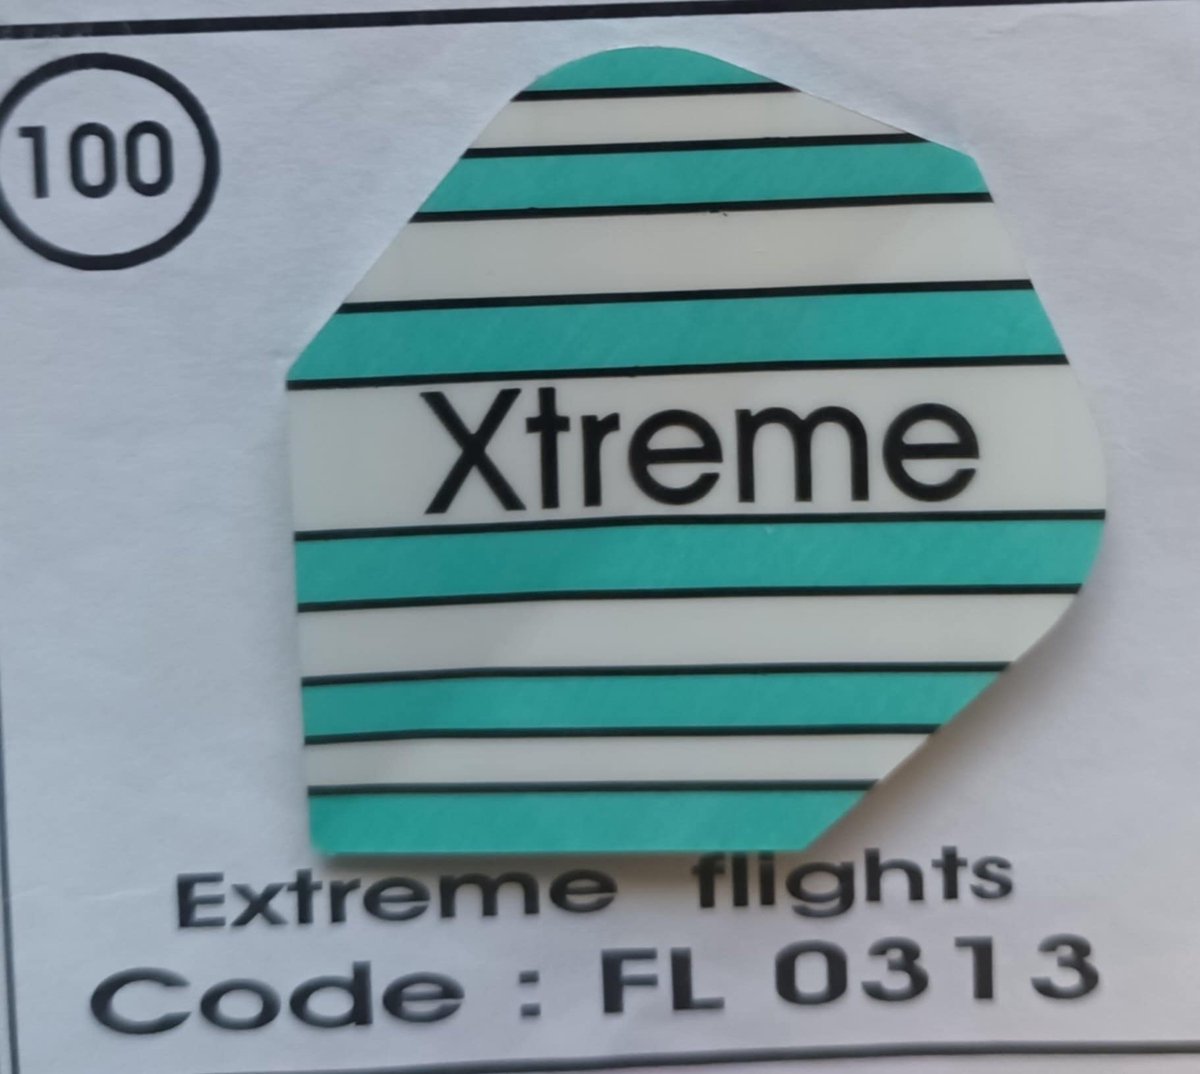 100
Xtreme
Extreme flights
Code : FL 0313